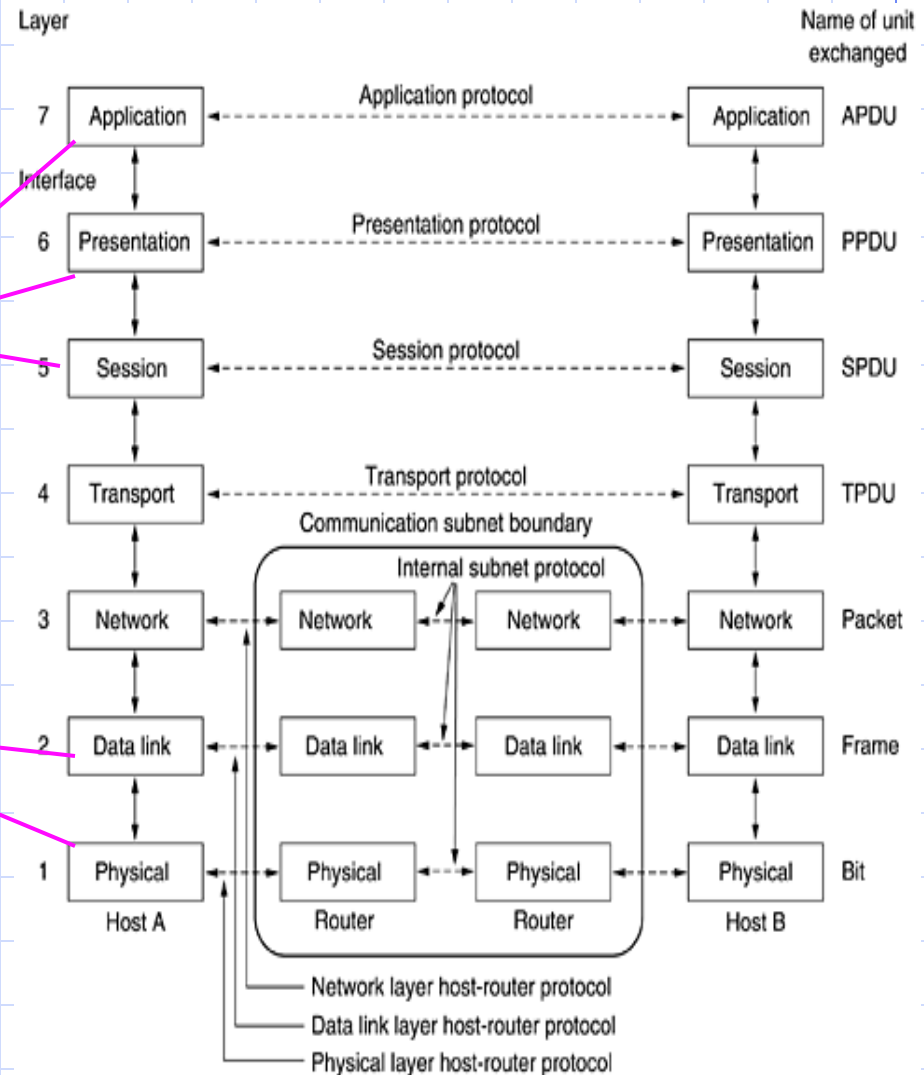 Layer
Name of unit
exchanged
7 Application Application protocol Application APDU
Interface
6 Presentation Presentation protocol Presentation PPDU
5 Session Session protocol Session SPDU
4 Transport Transport protocol Transport TPDU
Communication subnet boundary
Internal subnet protocol
3 Network Network Network Network Packet
2 Data link Data link Data link Data link Frame
1 Physical Physical Physical Physical Bit
Host A Router Router Host B
Network layer host-router protocol
Data link layer host-router protocol
Physical layer host-router protocol